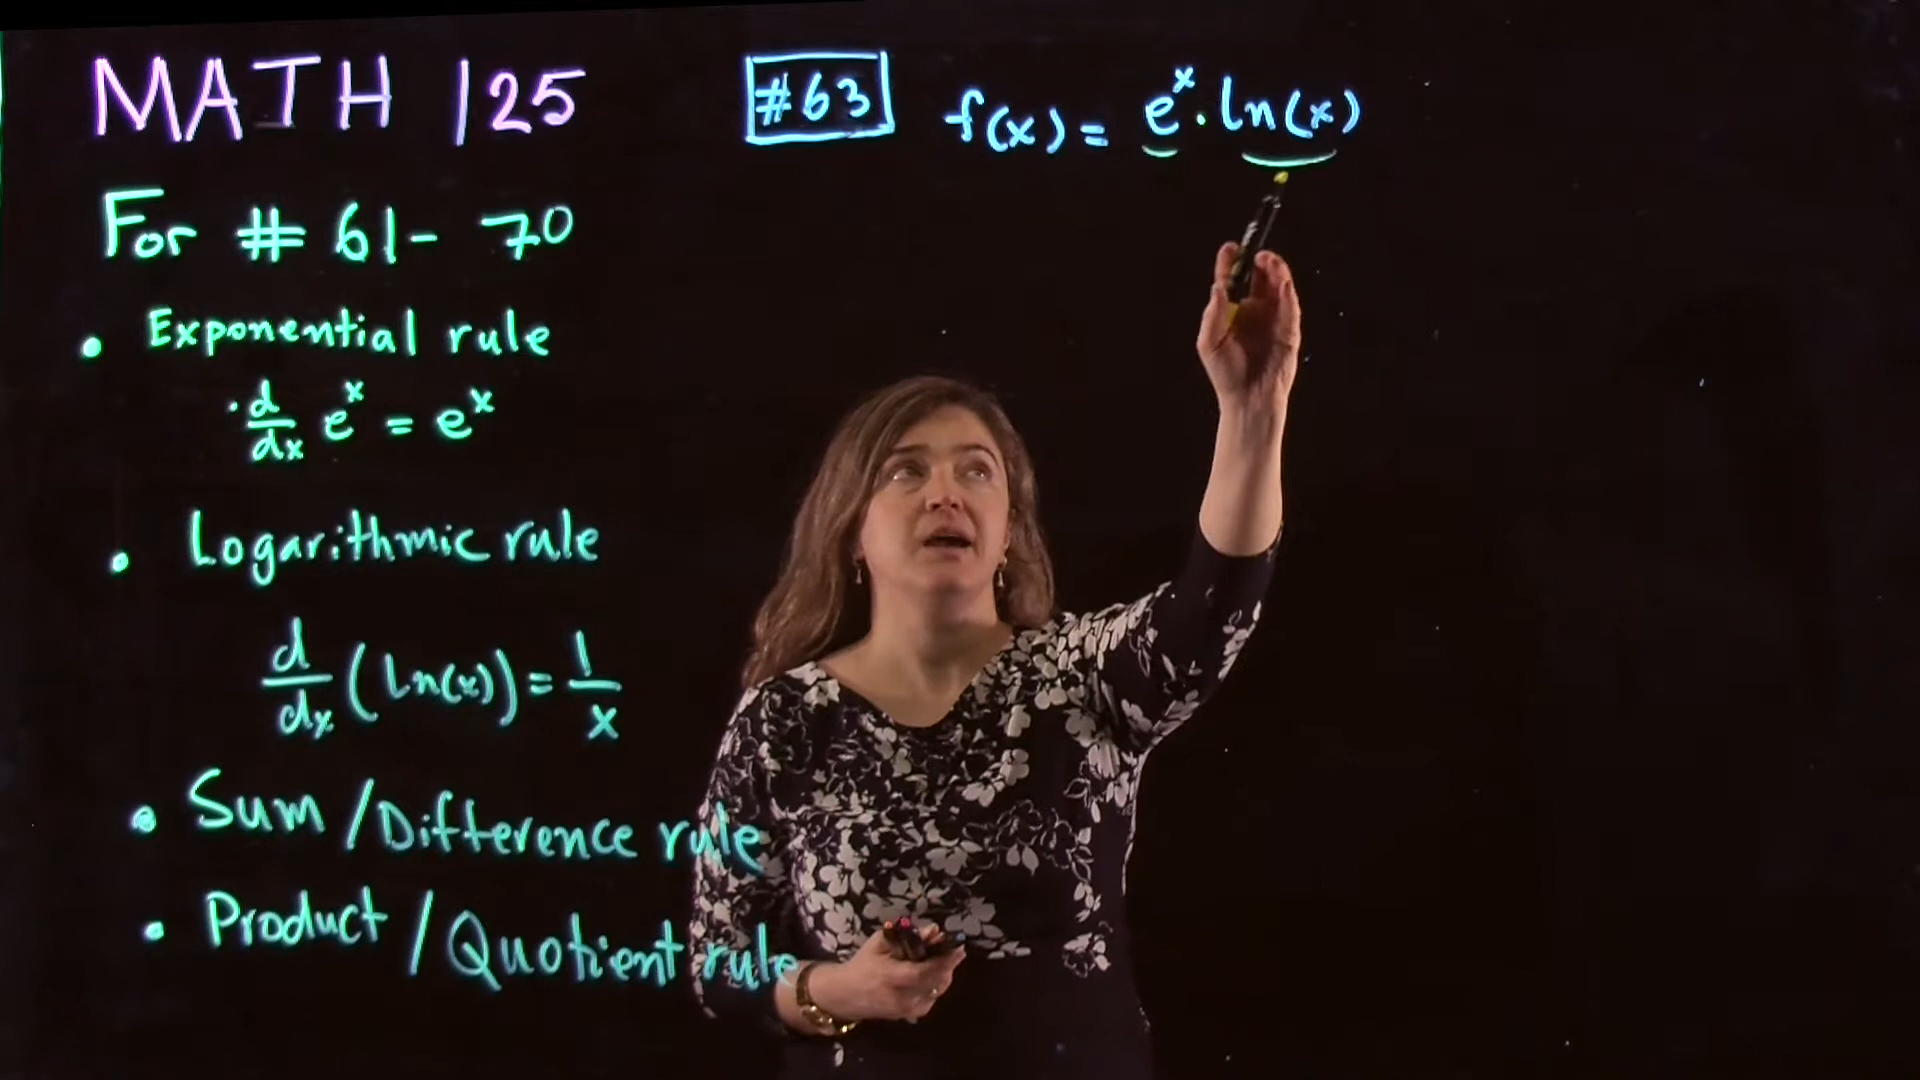 MATH 125
For # 61 - 70
• Exponential rule
· d/dx e^x = e^x
• Logarithmic rule
d/dx (ln(x)) = 1/x
• Sum / Difference rule
• Product / Quotient rule
#63 f(x) = e^x · ln(x)